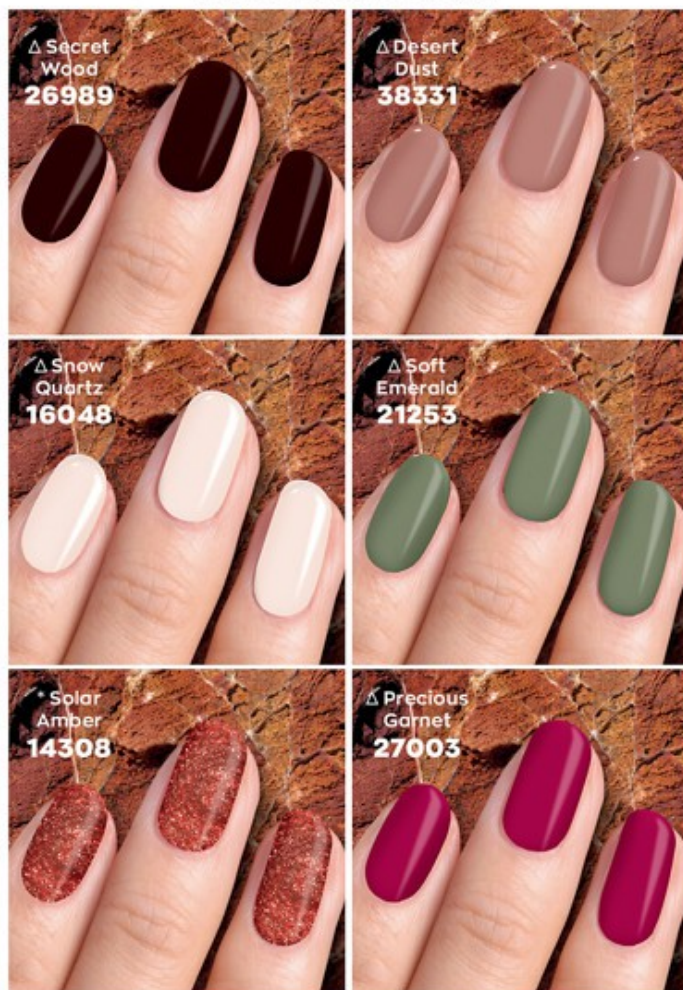 Δ Secret
Wood
26989
Δ Desert
Dust
38331
Δ Snow
Quartz
16048
Δ Soft
Emerald
21253
* Solar
Amber
14308
Δ Precious
Garnet
27003